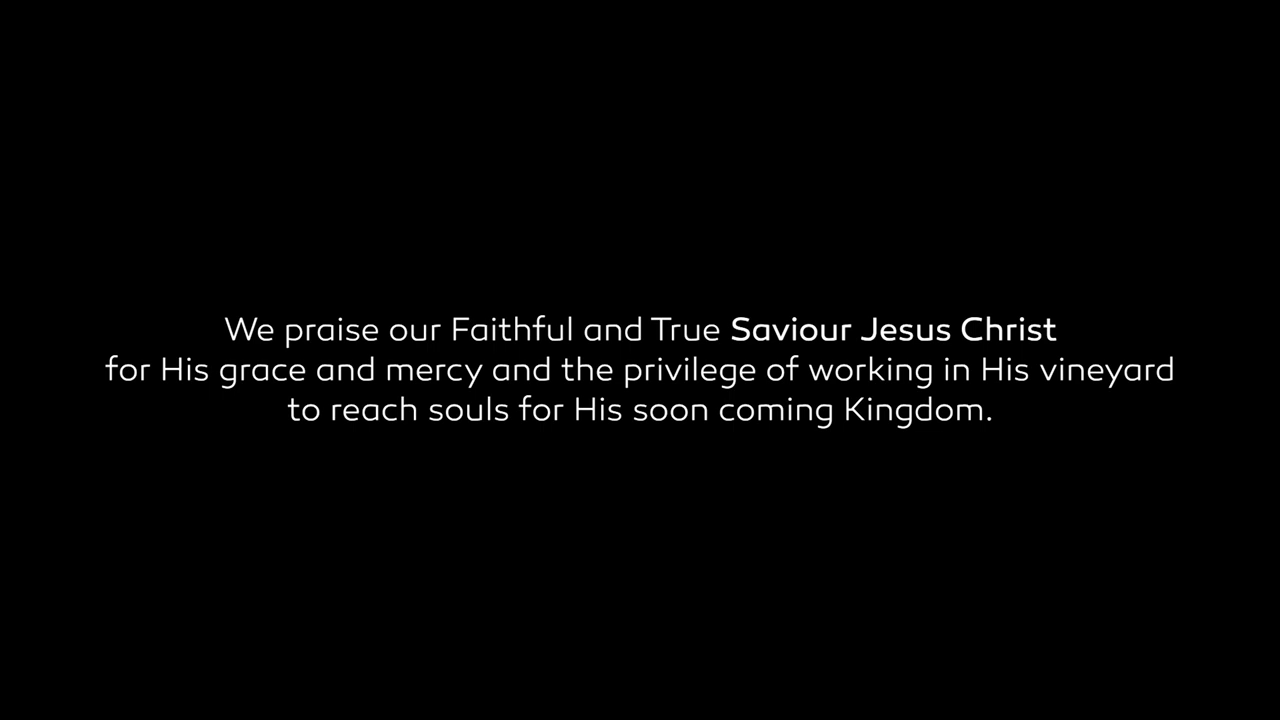 We praise our Faithful and True Saviour Jesus Christ
for His grace and mercy and the privilege of working in His vineyard
to reach souls for His soon coming Kingdom.